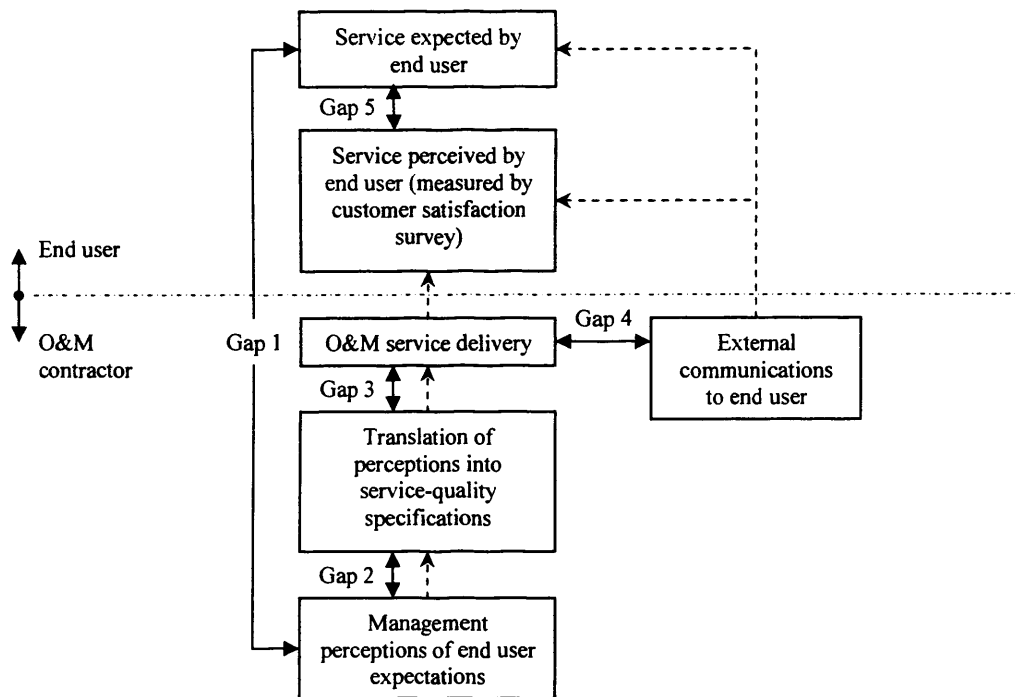 Service expected by
end user
Gap 5
Service perceived by
end user (measured by
customer satisfaction
survey)
End user
O&M
contractor
Gap 1
O&M service delivery
Gap 4
External
communications
to end user
Gap 3
Translation of
perceptions into
service-quality
specifications
Gap 2
Management
perceptions of end user
expectations